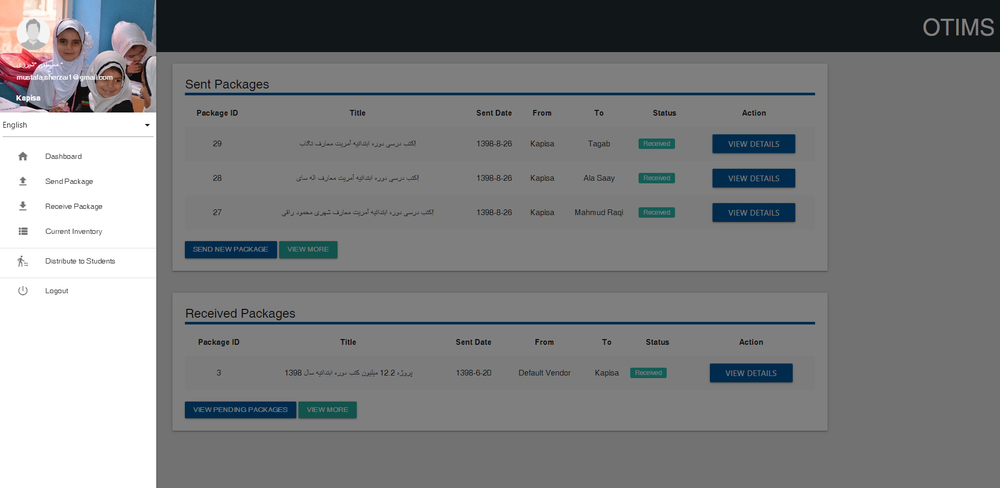 OTIMS
مصطفی "شیرزی"
mustafa.sherzai1@gmail.com
Kapisa
English
Dashboard
Send Package
Receive Package
Current Inventory
Distribute to Students
Logout
Sent Packages
Package ID Title Sent Date From To Status Action
29 کتب درسی دوره ابتدائیه آمریت معارف تگاب! 1398-8-26 Kapisa Tagab Received VIEW DETAILS
28 کتب درسی دوره ابتدائیه آمریت معارف اله سای! 1398-8-26 Kapisa Ala Saay Received VIEW DETAILS
27 کتب درسی دوره ابتدائیه آمریت معارف شهری محمود راقی! 1398-8-26 Kapisa Mahmud Raqi Received VIEW DETAILS
SEND NEW PACKAGE VIEW MORE
Received Packages
Package ID Title Sent Date From To Status Action
3 پروژه 12.2 میلیون کتب دوره ابتدائیه سال 1398 1398-6-20 Default Vendor Kapisa Received VIEW DETAILS
VIEW PENDING PACKAGES VIEW MORE